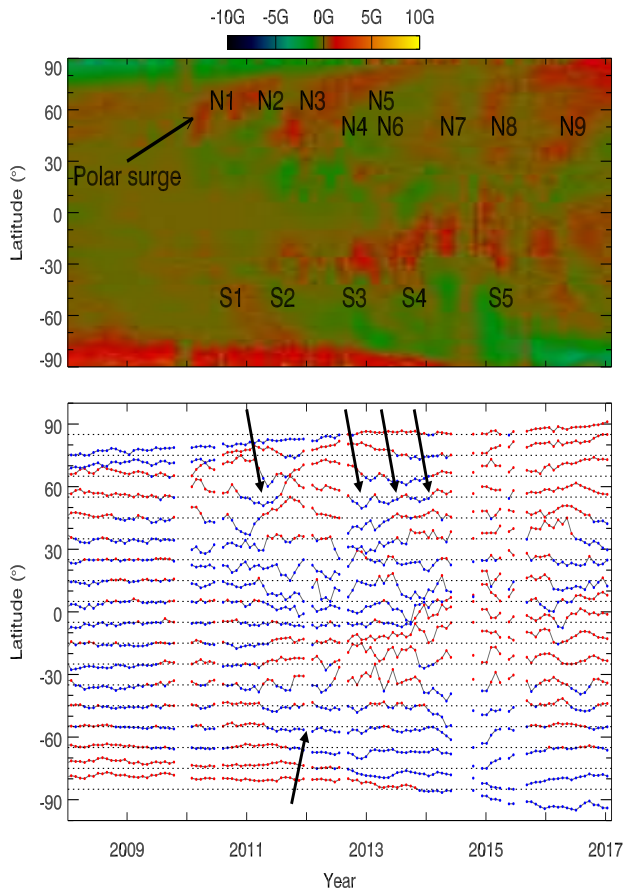 -10G -5G 0G 5G 10G
90
60
30
0
-30
-60
-90
Latitude (°)
N1 N2 N3 N5
N4 N6 N7 N8 N9
Polar surge
S1 S2 S3 S4 S5
90
60
30
0
-30
-60
-90
Latitude (°)
2009 2011 2013 2015 2017
Year